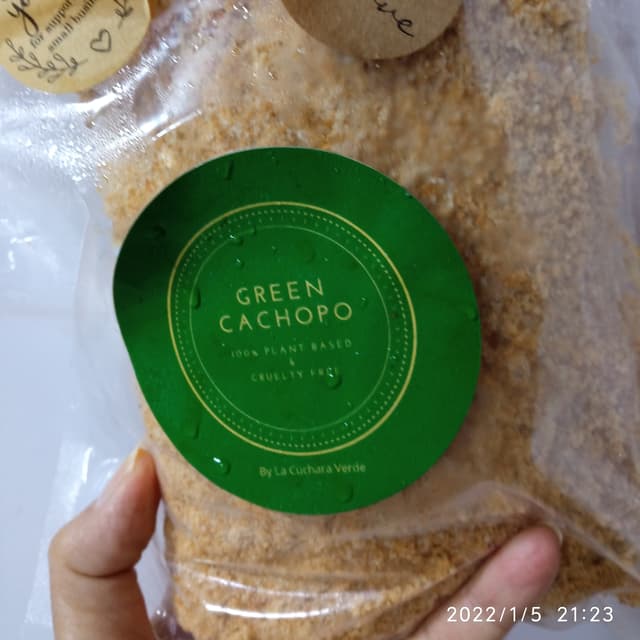 for support
small busin
GREEN
CACHOPO
100% PLANT BASED
&
CRUELTY FREE
By La Cuchara Verde
2022/1/5 21:23